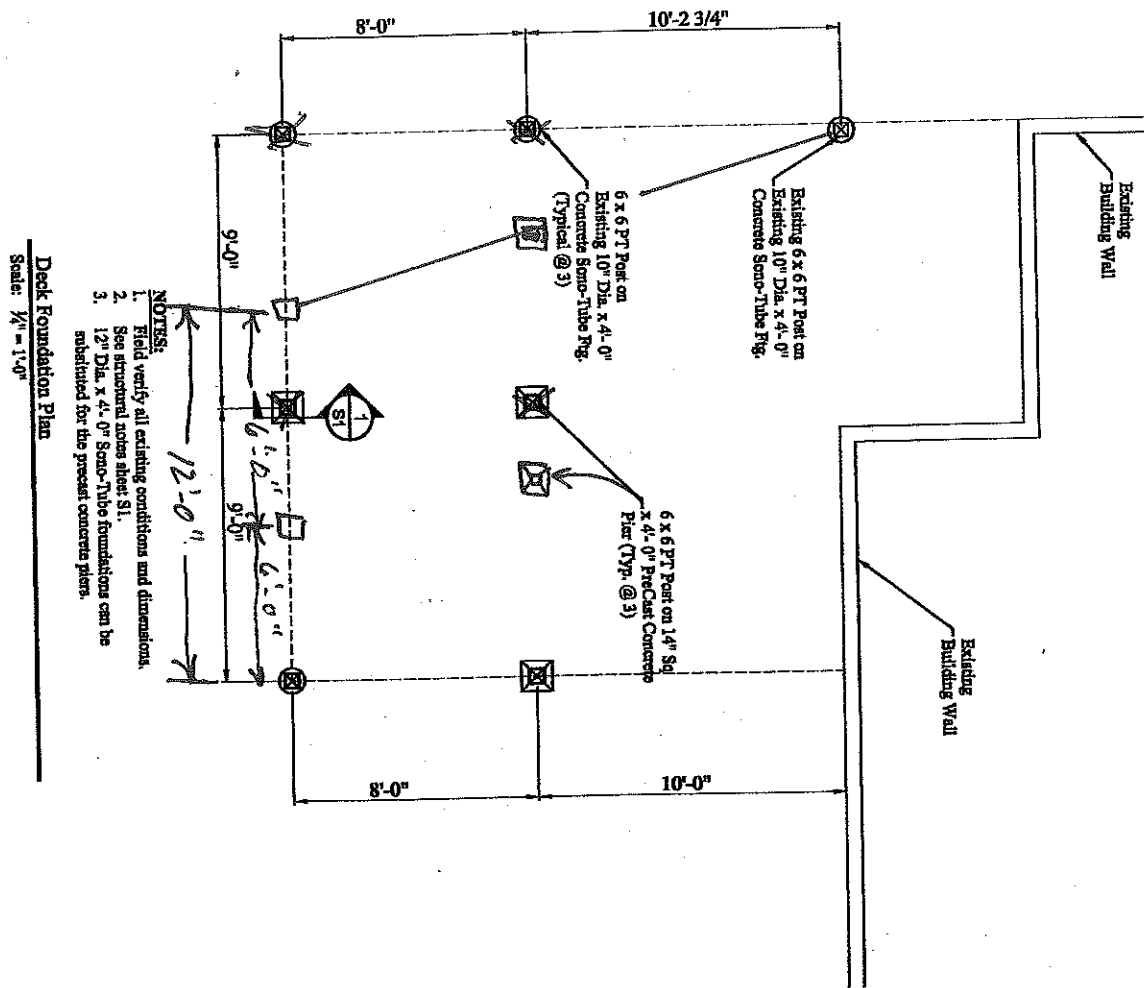 8'-0"
10'-2 3/4"
Existing
Building Wall
Existing 6 x 6 PT Post on
Existing 10" Dia. x 4'- 0"
Concrete Sono-Tube Ftg.
6 x 6 PT Post on
Existing 10" Dia. x 4'- 0"
Concrete Sono-Tube Ftg.
(Typical @ 3)
9'-0"
1
S1
6 x 6 PT Post on 14" Sq
x 4'- 0" PreCast Concrete
Pier (Typ. @ 3)
Existing
Building Wall
9'-0"
6'-0"
6'-0"
12'-0"
8'-0"
10'-0"
NOTES:
1. Field verify all existing conditions and dimensions.
2. See structural notes sheet S1.
3. 12" Dia. x 4'- 0" Sono-Tube foundations can be
substituted for the precast concrete piers.
Deck Foundation Plan
Scale: ¼" = 1'-0"